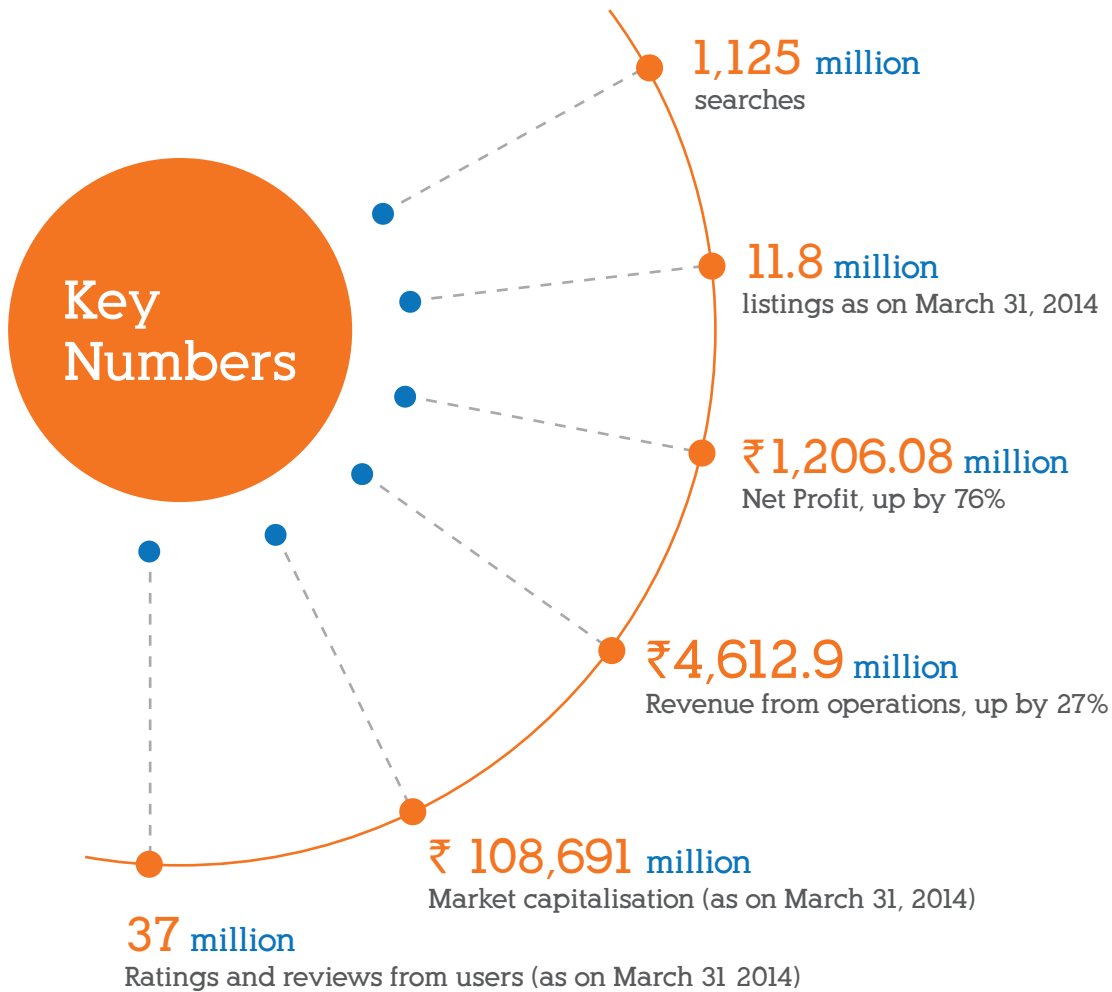 Key
Numbers
1,125 million
searches
11.8 million
listings as on March 31, 2014
₹1,206.08 million
Net Profit, up by 76%
₹4,612.9 million
Revenue from operations, up by 27%
₹ 108,691 million
Market capitalisation (as on March 31, 2014)
37 million
Ratings and reviews from users (as on March 31 2014)